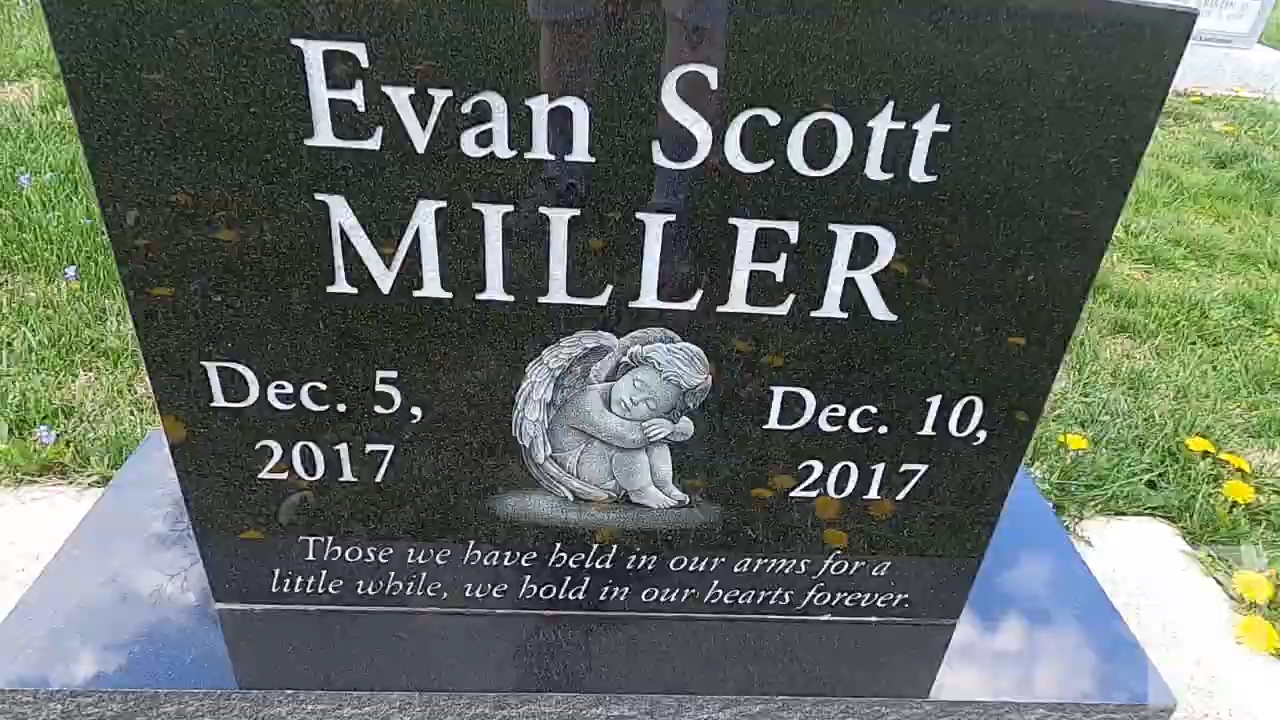 Evan Scott
MILLER
Dec. 5,
2017
Dec. 10,
2017
Those we have held in our arms for a
little while, we hold in our hearts forever.